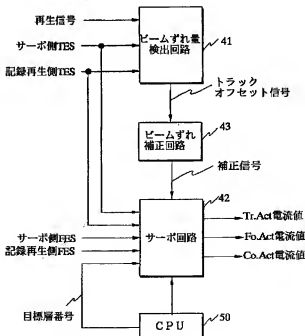 再生信号
サーボ側TES
記録再生側TES
ビームずれ量
検出回路
41
トラック
オフセット信号
ビームずれ
補正回路
43
補正信号
42
サーボ回路
Tr.Act電流値
Fo.Act電流値
Co.Act電流値
サーボ側FES
記録再生側FES
目標層番号
CPU
50